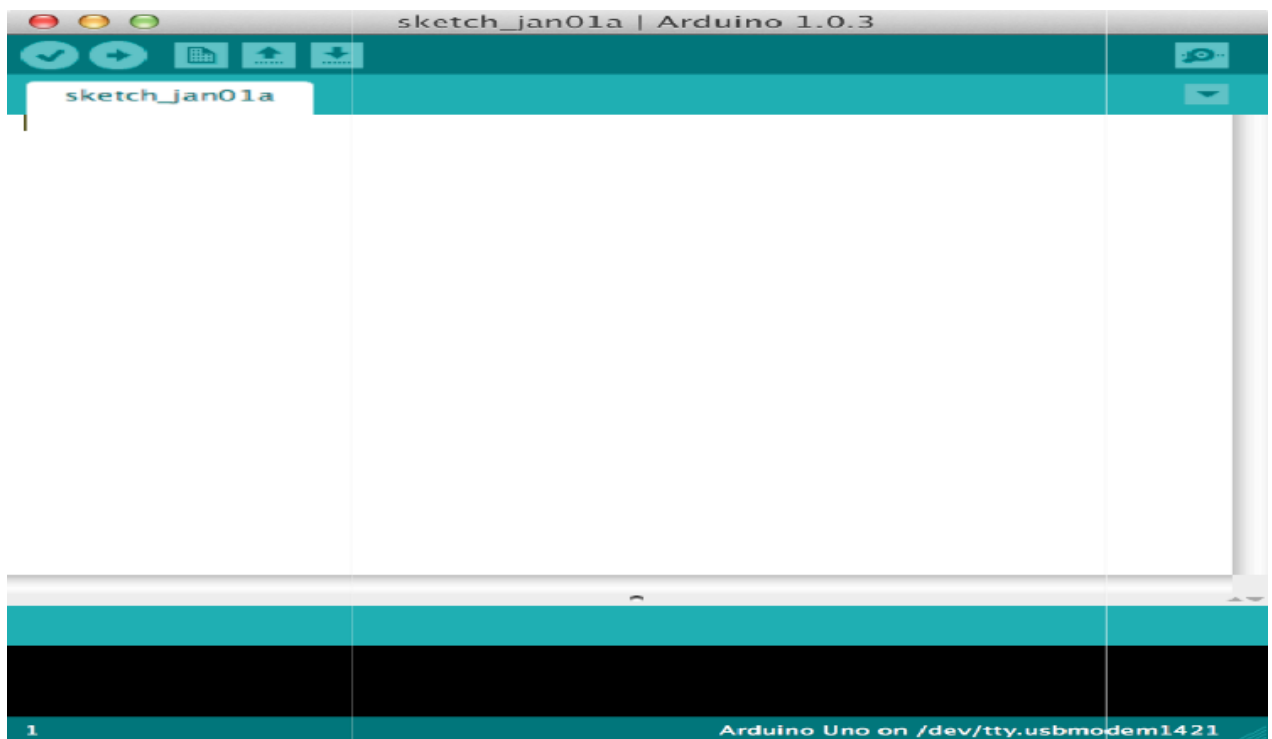 sketch_jan01a | Arduino 1.0.3
sketch_jan01a
1
Arduino Uno on /dev/tty.usbmodem1421